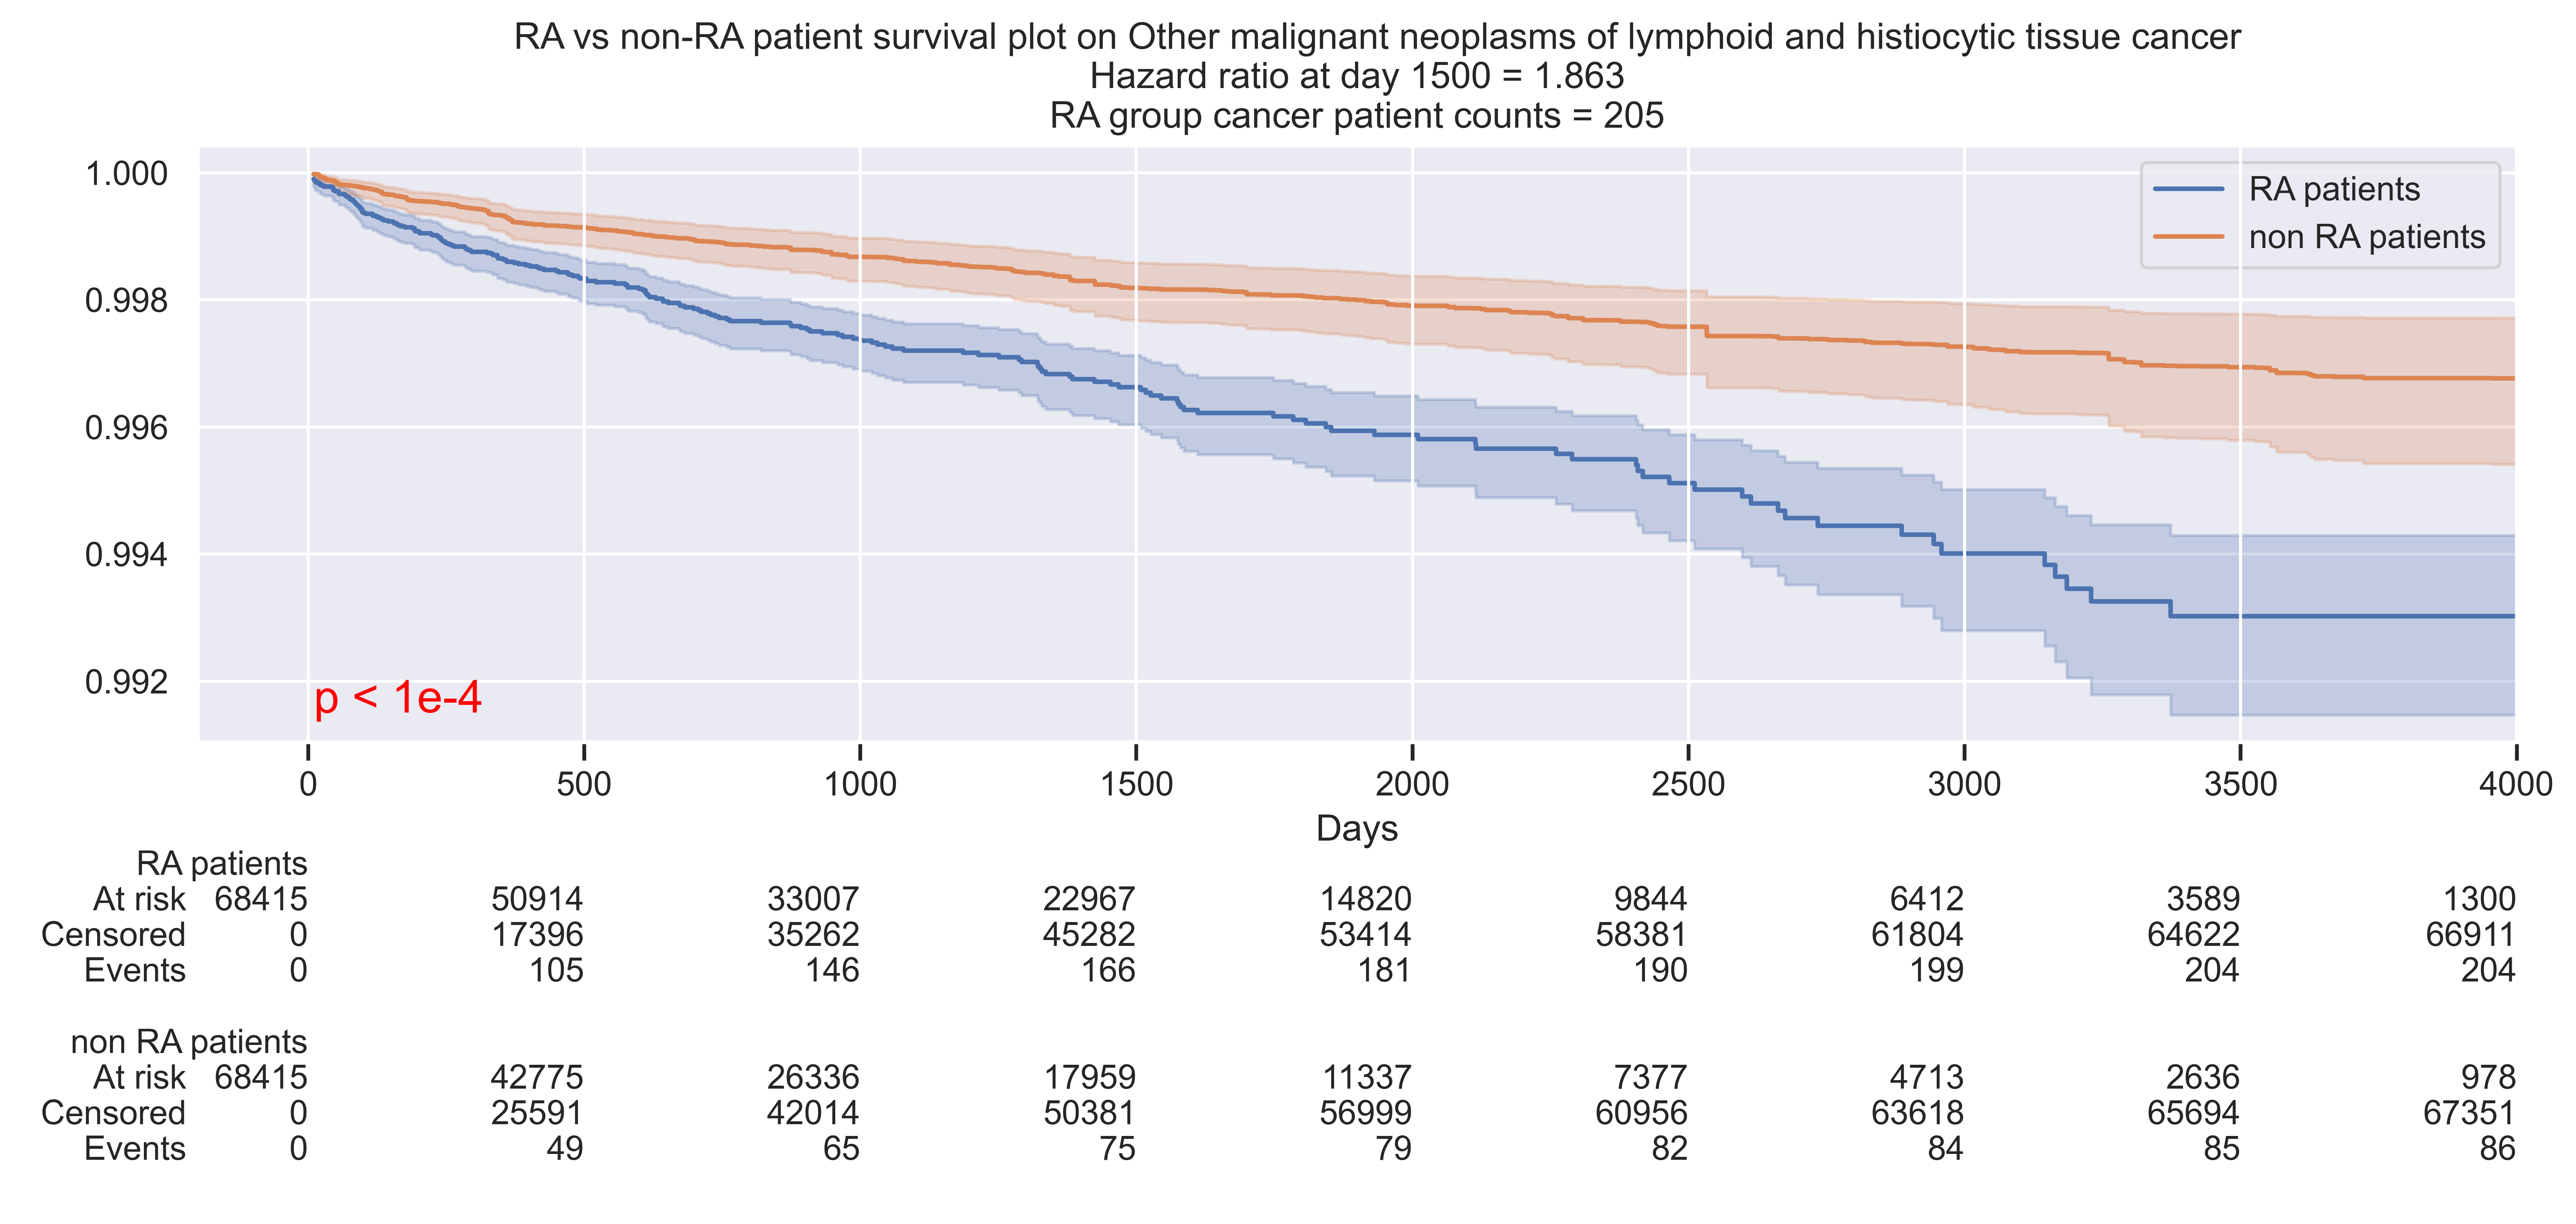 RA vs non-RA patient survival plot on Other malignant neoplasms of lymphoid and histiocytic tissue cancer
Hazard ratio at day 1500 = 1.863
RA group cancer patient counts = 205
1.000
0.998
0.996
0.994
0.992
RA patients
non RA patients
p < 1e-4
0 500 1000 1500 2000 2500 3000 3500 4000
Days
RA patients
At risk 68415 50914 33007 22967 14820 9844 6412 3589 1300
Censored 0 17396 35262 45282 53414 58381 61804 64622 66911
Events 0 105 146 166 181 190 199 204 204
non RA patients
At risk 68415 42775 26336 17959 11337 7377 4713 2636 978
Censored 0 25591 42014 50381 56999 60956 63618 65694 67351
Events 0 49 65 75 79 82 84 85 86